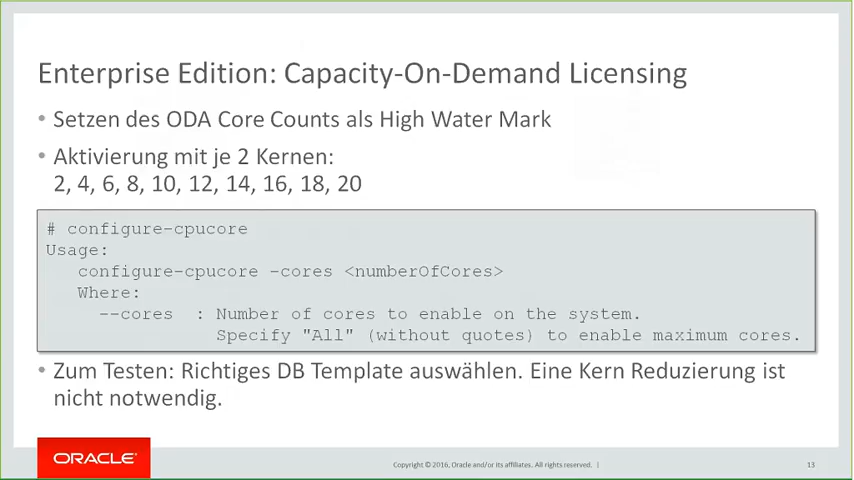 Enterprise Edition: Capacity-On-Demand Licensing
• Setzen des ODA Core Counts als High Water Mark
• Aktivierung mit je 2 Kernen:
2, 4, 6, 8, 10, 12, 14, 16, 18, 20
# configure-cpucore
Usage:
configure-cpucore –cores <numberOfCores>
Where:
--cores : Number of cores to enable on the system.
Specify "All" (without quotes) to enable maximum cores.
• Zum Testen: Richtiges DB Template auswählen. Eine Kern Reduzierung ist
nicht notwendig.
ORACLE®
Copyright © 2016, Oracle and/or its affiliates. All rights reserved. |
13